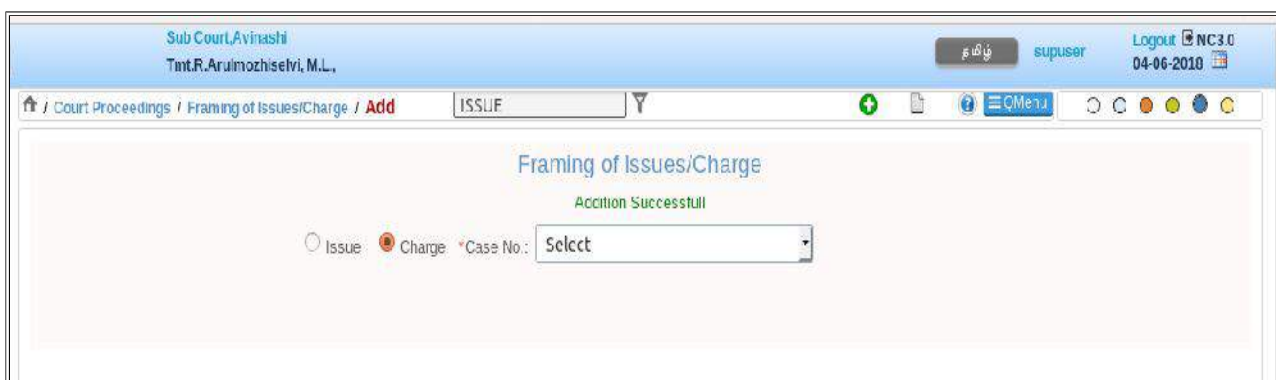 Sub Court,Avinashi
Tmt.R.Arulmozhiselvi, M.L.,
தமிழ் supuser Logout NC3.0
04-06-2018
/ Court Proceedings / Framing of Issues/Charge / Add ISSUE QMenu
Framing of Issues/Charge
Addition Successfull
Issue Charge *Case No.: Select